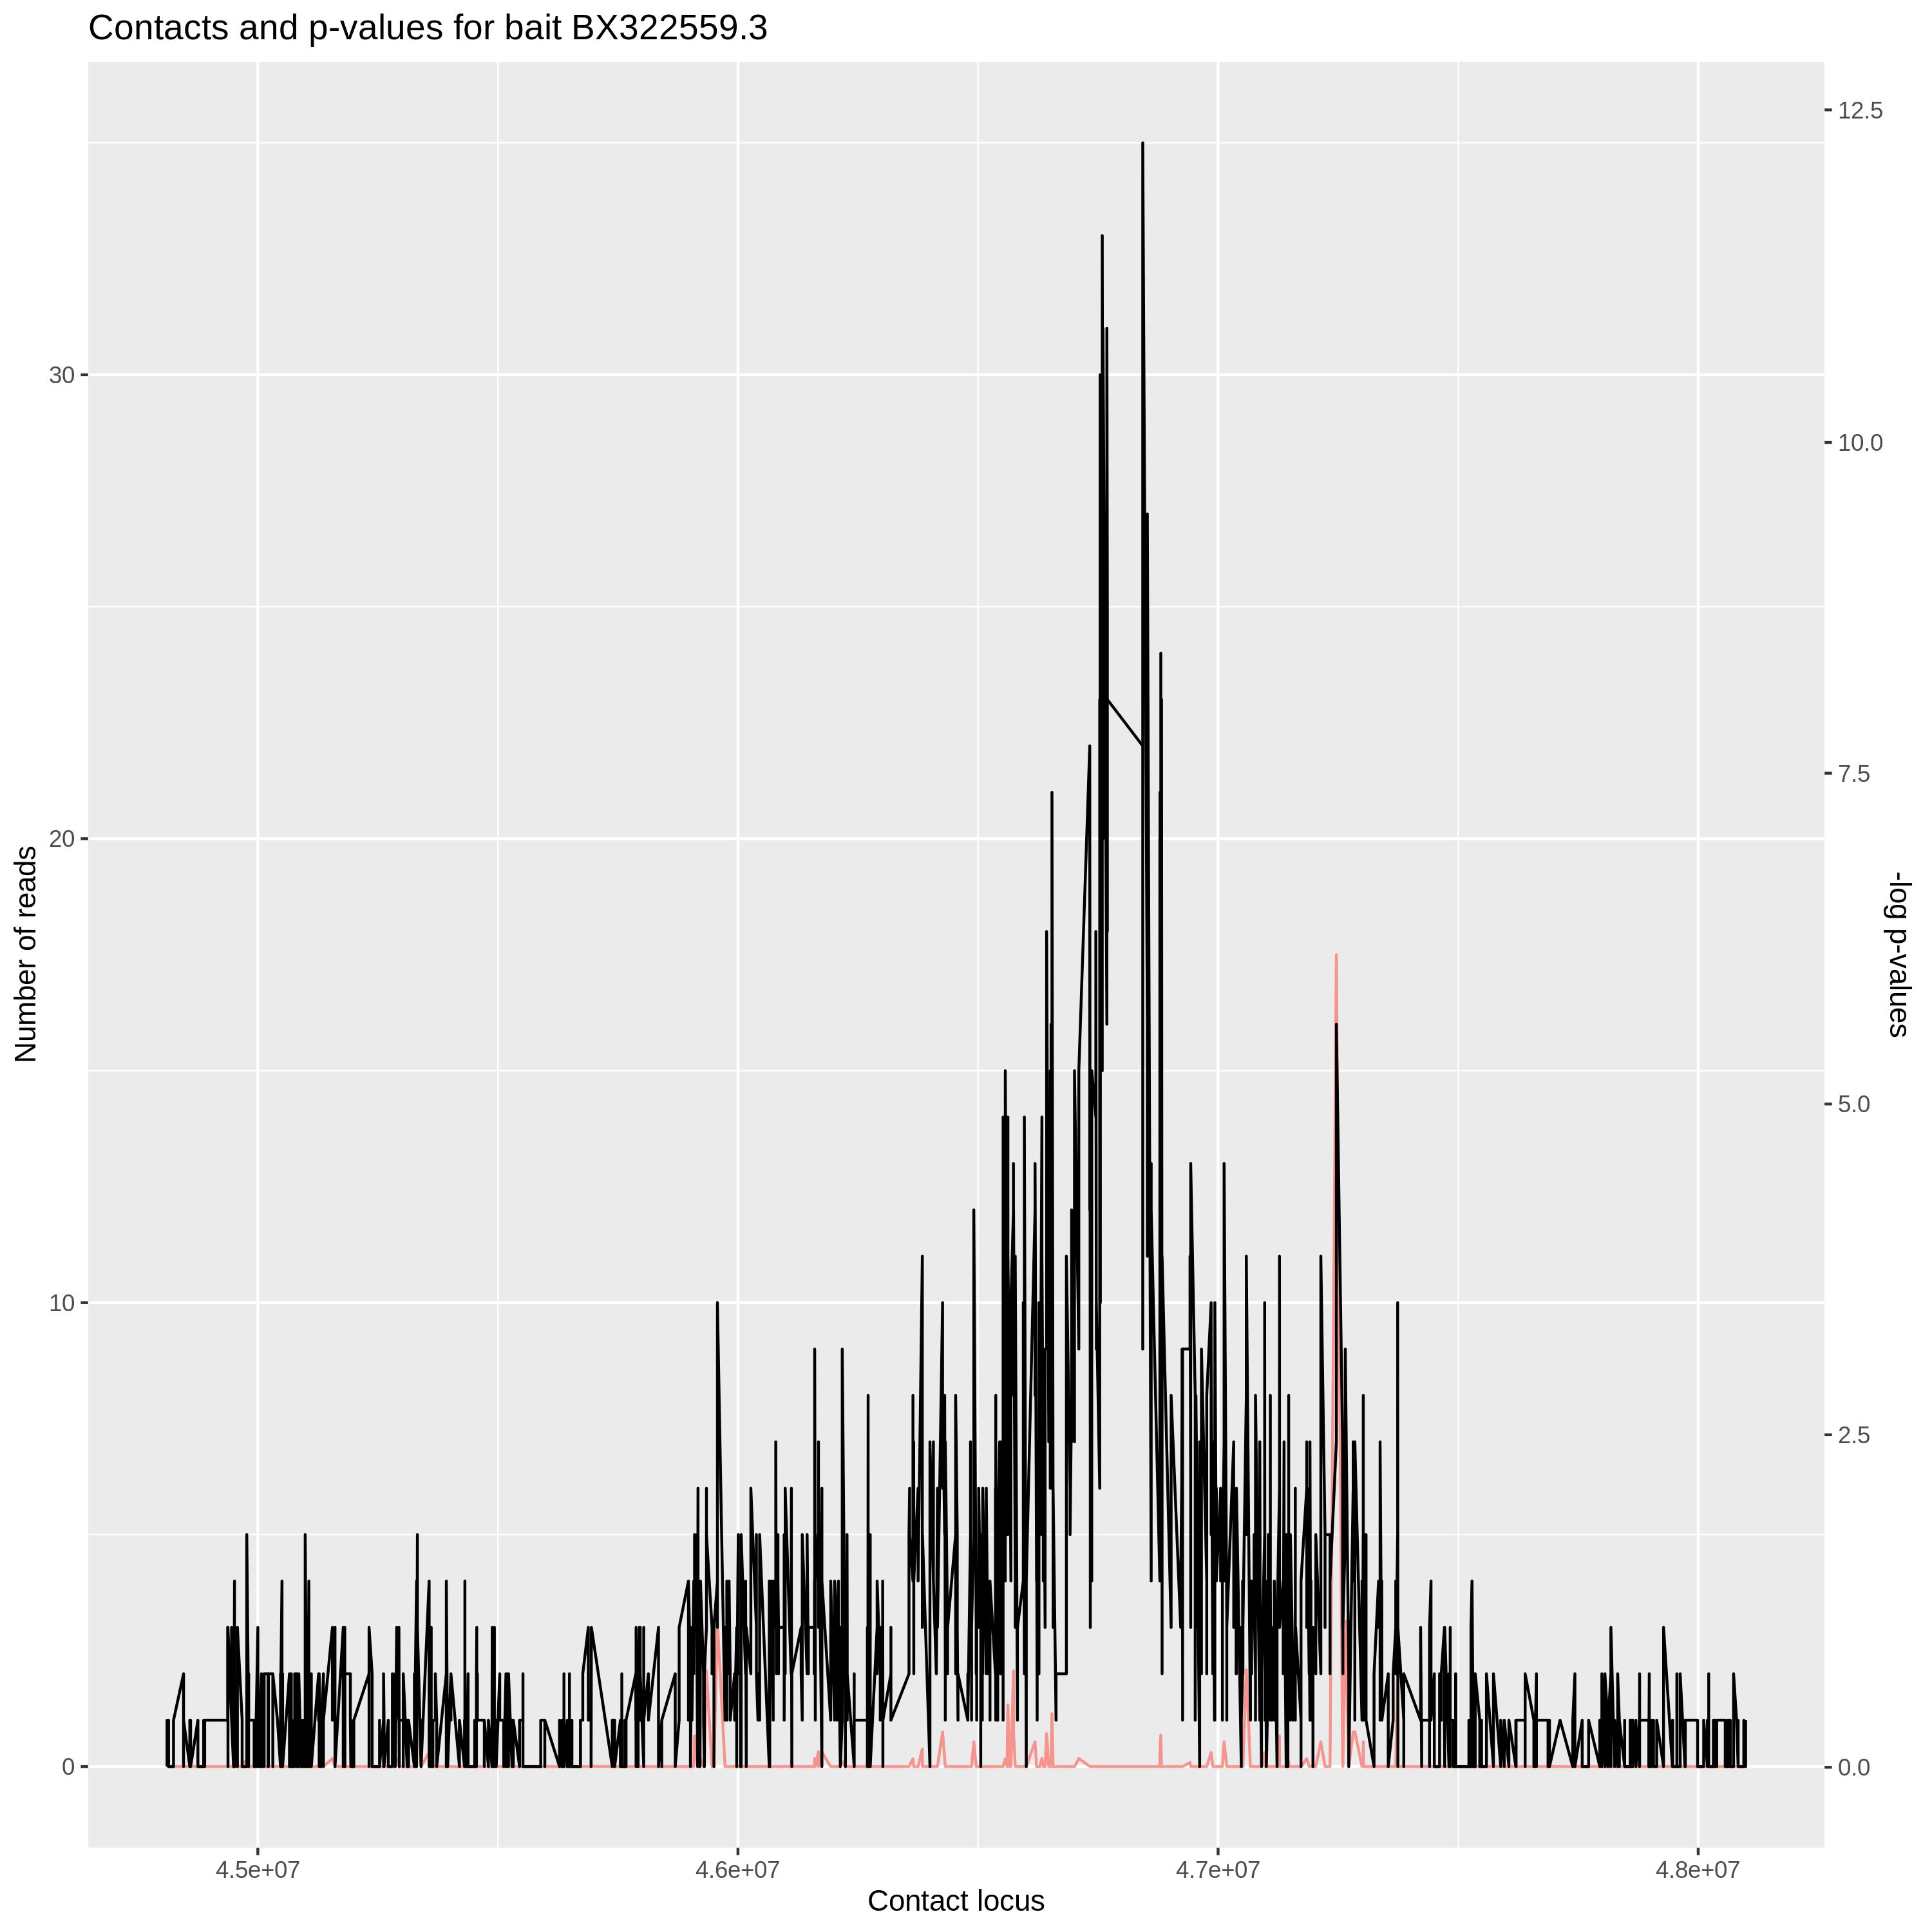 Contacts and p-values for bait BX322559.3
12.5
30
10.0
7.5
20
Number of reads
-log p-values
5.0
10
2.5
0
0.0
4.5e+07 4.6e+07 4.7e+07 4.8e+07
Contact locus